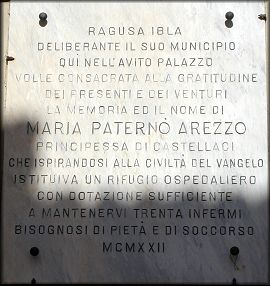 RAGUSA IBLA
DELIBERANTE IL SUO MUNICIPIO
QUI NELL'AVITO PALAZZO
VOLLE CONSACRATA ALLA GRATITUDINE
DEI PRESENTI E DEI VENTURI
LA MEMORIA ED IL NOME DI
MARIA PATERNÒ AREZZO
PRINCIPESSA DI CASTELLACI
CHE ISPIRANDOSI ALLA CIVILTÀ DEL VANGELO
ISTITUIVA UN RIFUGIO OSPEDALIERO
CON DOTAZIONE SUFFICIENTE
A MANTENERVI TRENTA INFERMI
BISOGNOSI DI PIETÀ E DI SOCCORSO
MCMXXII